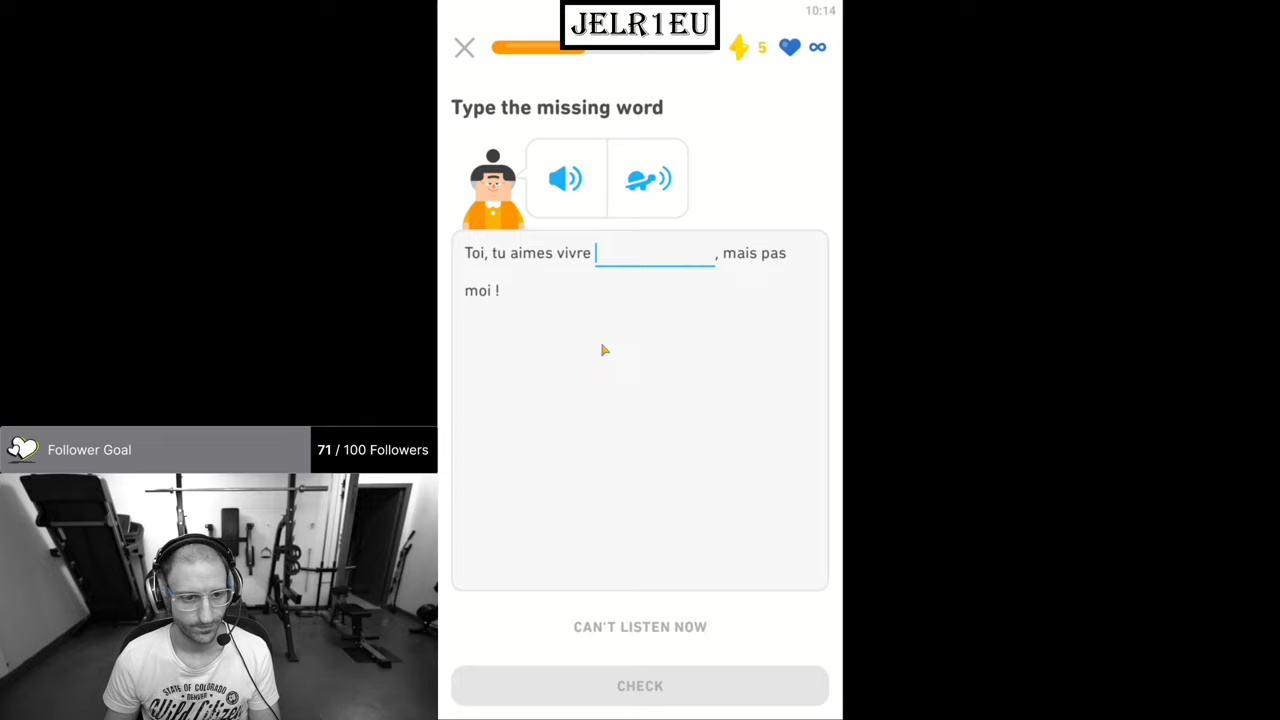 JELR1EU
10:14
5
∞
Type the missing word
Toi, tu aimes vivre , mais pas
moi !
Follower Goal 71 / 100 Followers
STATE OF COLORADO
DENVER
Wild Citizen
CAN'T LISTEN NOW
CHECK